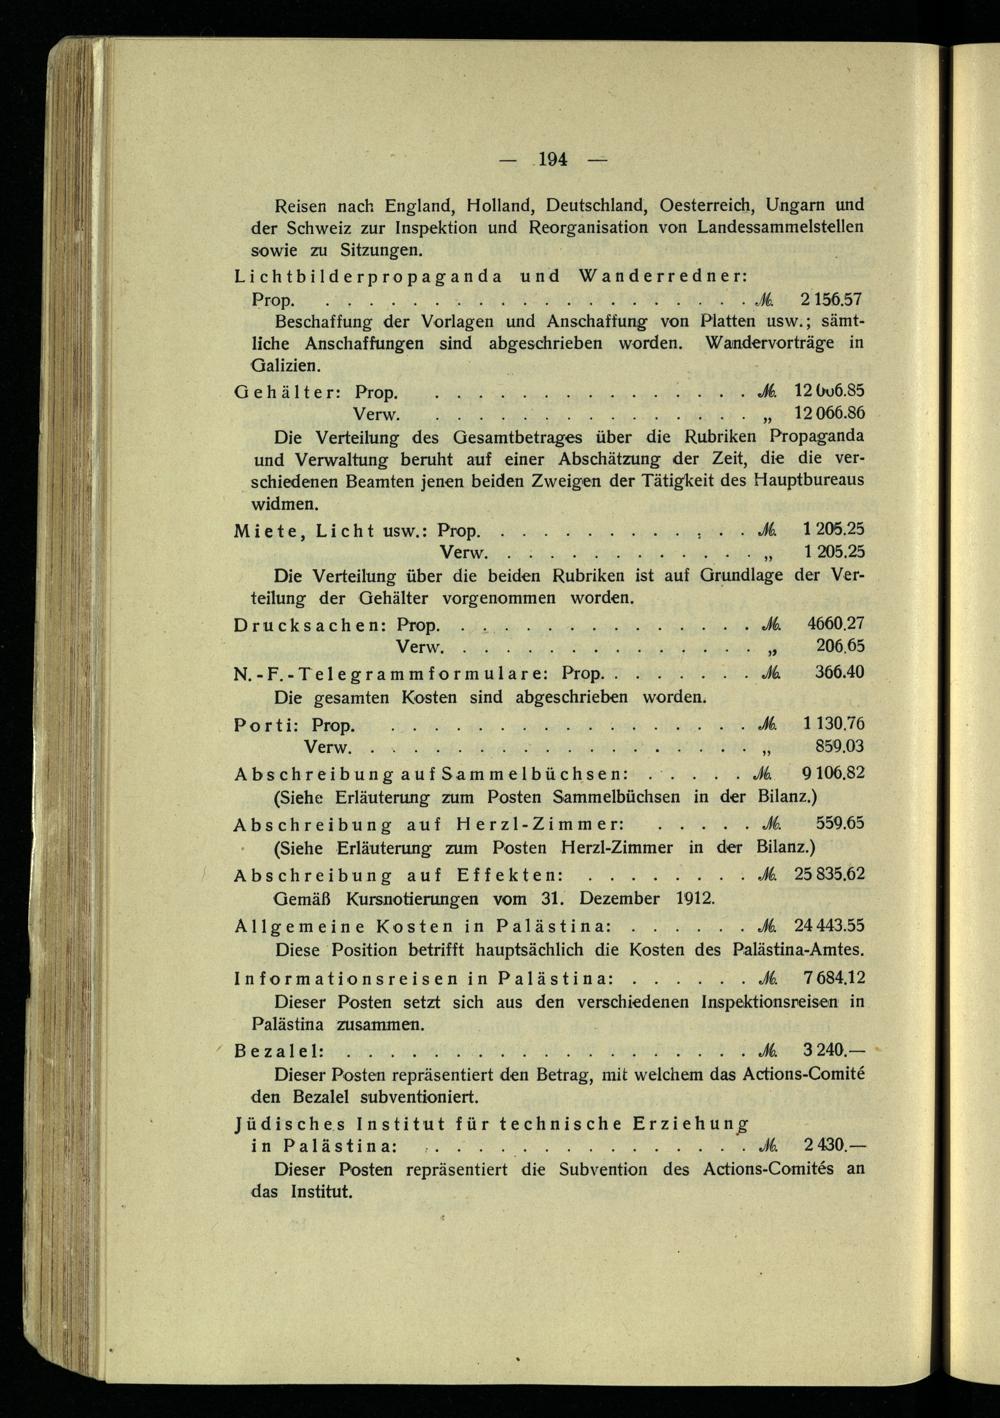 — 194 —
Reisen nach England, Holland, Deutschland, Oesterreich, Ungarn und
der Schweiz zur Inspektion und Reorganisation von Landessammelstellen
sowie zu Sitzungen.
Lichtbilderpropaganda und Wanderredner:
Prop. . . . . . . . . . . . . . . . . . . . . ℳ 2 156.57
Beschaffung der Vorlagen und Anschaffung von Platten usw.; sämt-
liche Anschaffungen sind abgeschrieben worden. Wandervorträge in
Galizien.
Gehälter: Prop. . . . . . . . . . . . . . . . ℳ
Verw. . . . . . . . . . . . . . . . „ 12 066.86
Die Verteilung des Gesamtbetrages über die Rubriken Propaganda
und Verwaltung beruht auf einer Abschätzung der Zeit, die die ver-
schiedenen Beamten jenen beiden Zweigen der Tätigkeit des Hauptbureaus
widmen.
Miete, Licht usw.: Prop. . . . . . . . . . . . . ℳ 1 205.25
Verw. . . . . . . . . . . . . „ 1 205.25
Die Verteilung über die beiden Rubriken ist auf Grundlage der Ver-
teilung der Gehälter vorgenommen worden.
Drucksachen: Prop. . . . . . . . . . . . . . . ℳ 4660.27
Verw. . . . . . . . . . . . . . . „ 206.65
N.-F.-Telegrammformulare: Prop. . . . . . . . ℳ 366.40
Die gesamten Kosten sind abgeschrieben worden.
Porti: Prop. . . . . . . . . . . . . . . . . . ℳ 1 130.76
Verw. . . . . . . . . . . . . . . . . . . „ 859.03
Abschreibung auf Sammelbüchsen: . . . . . ℳ 9 106.82
(Siehe Erläuterung zum Posten Sammelbüchsen in der Bilanz.)
Abschreibung auf Herzl-Zimmer: . . . . . ℳ 559.65
(Siehe Erläuterung zum Posten Herzl-Zimmer in der Bilanz.)
Abschreibung auf Effekten: . . . . . . . . ℳ 25 835.62
Gemäß Kursnotierungen vom 31. Dezember 1912.
Allgemeine Kosten in Palästina: . . . . . . ℳ 24 443.55
Diese Position betrifft hauptsächlich die Kosten des Palästina-Amtes.
Informationsreisen in Palästina: . . . . . . ℳ 7 684.12
Dieser Posten setzt sich aus den verschiedenen Inspektionsreisen in
Palästina zusammen.
Bezalel: . . . . . . . . . . . . . . . . . . . ℳ 3 240.—
Dieser Posten repräsentiert den Betrag, mit welchem das Actions-Comité
den Bezalel subventioniert.
Jüdisches Institut für technische Erziehung
in Palästina: . . . . . . . . . . . . . . . ℳ 2 430.—
Dieser Posten repräsentiert die Subvention des Actions-Comités an
das Institut.